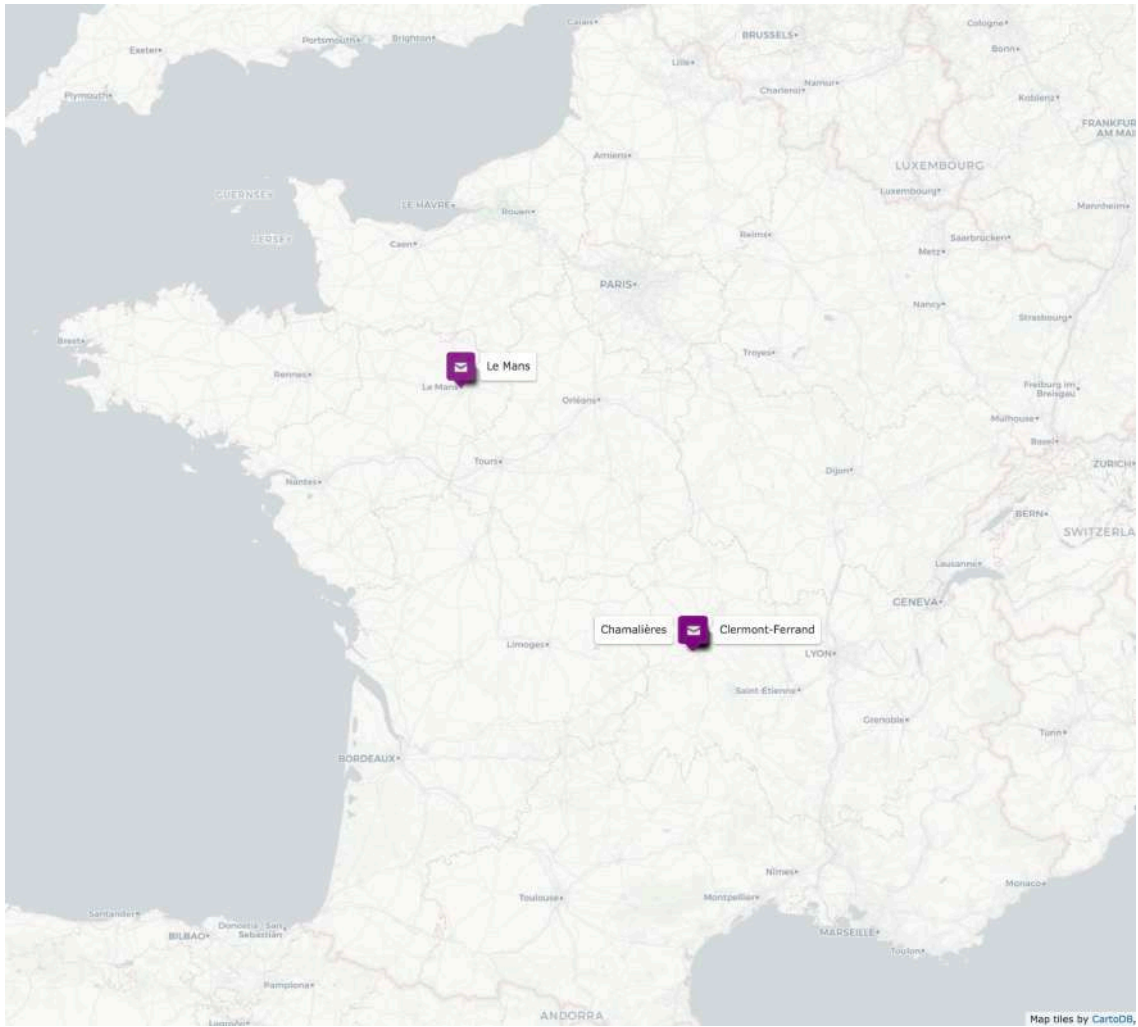 Calais
Cologne
Exeter
Portsmouth
Brighton
BRUSSELS
Lille
Bonn
Plymouth
Charleroi
Namur
Koblenz
FRANKFUR
AM MAI
Amiens
LUXEMBOURG
GUERNSEY
LE HAVRE
Rouen
Luxembourg
Mannheim
JERSEY
Caen
Reims
Saarbrücken
Metz
PARIS
Nancy
Strasbourg
Brest
Troyes
Le Mans
Rennes
Le Mans
Orléans
Freiburg im
Breisgau
Mulhouse
Basel
Tours
Dijon
ZURICH
Nantes
BERN
SWITZERLA
Lausanne
GENEVA
Chamalières
Clermont-Ferrand
Limoges
LYON
Saint-Étienne
Grenoble
Turin
BORDEAUX
Nîmes
Monaco
Toulouse
Montpellier
Santander
Donostia / San
Sebastián
BILBAO
MARSEILLE
Toulon
Pamplona
Logroño
ANDORRA
Map tiles by CartoDB,